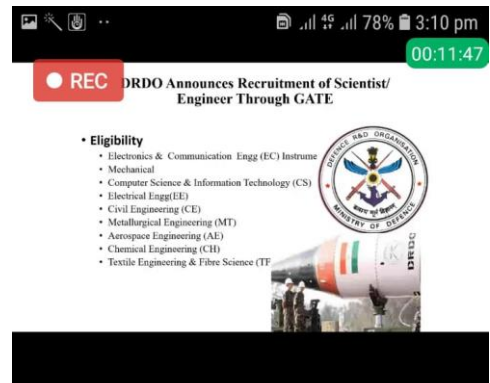 78% 3:10 pm
00:11:47
REC
DRDO Announces Recruitment of Scientist/
Engineer Through GATE
• Eligibility
• Electronics & Communication Engg (EC) Instrume
• Mechanical
• Computer Science & Information Technology (CS)
• Electrical Engg(EE)
• Civil Engineering (CE)
• Metallurgical Engineering (MT)
• Aerospace Engineering (AE)
• Chemical Engineering (CH)
• Textile Engineering & Fibre Science (TF
DEFENCE R&D ORGANISATION
MINISTRY OF DEFENCE
DRDO